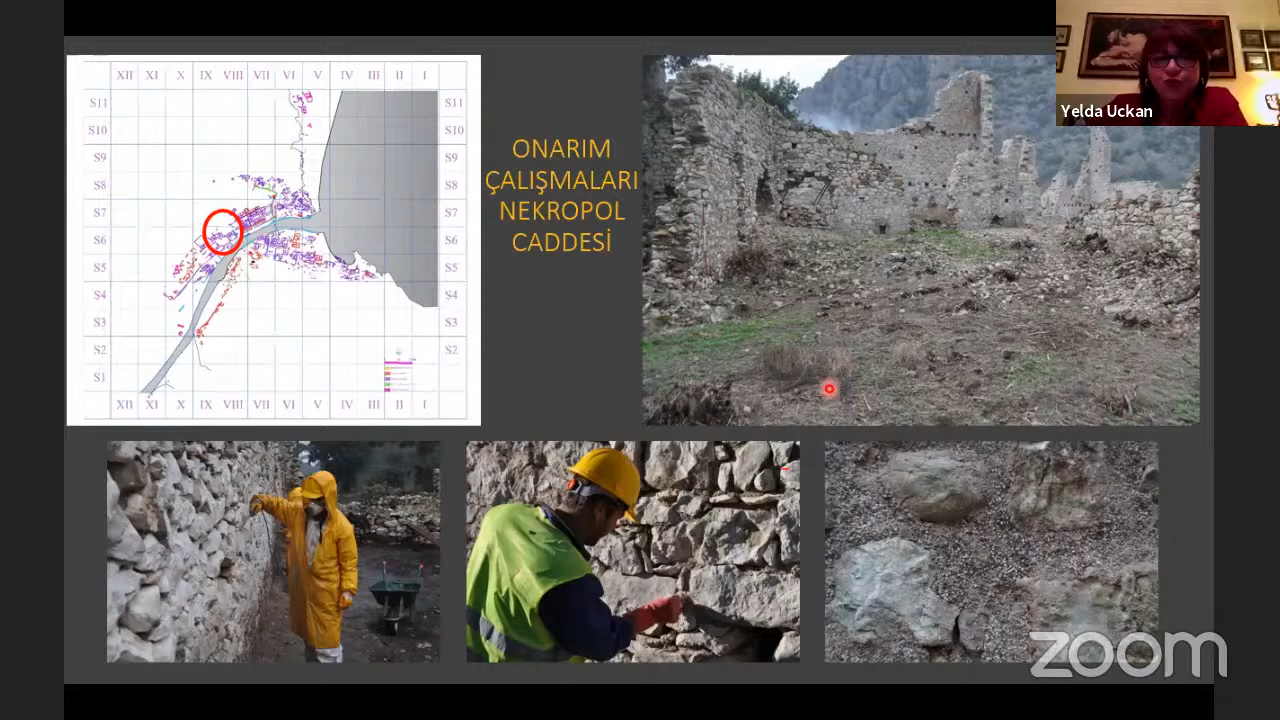 XII XI X IX VIII VII VI V IV III II I
S11 S11
S10 S10
S9 S9
S8 S8
S7 S7
S6 S6
S5 S5
S4 S4
S3 S3
S2 S2
S1
XII XI X IX VIII VII VI V IV III II I
ONARIM
ÇALIŞMALARI
NEKROPOL
CADDESİ
Yelda Uckan
zoom